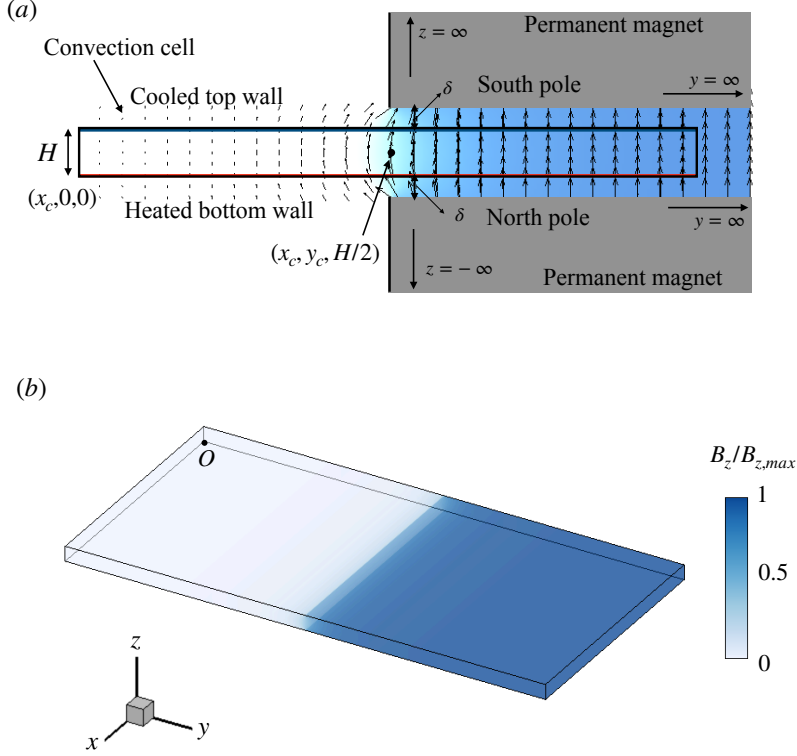 (a)
z = ∞
Permanent magnet
Convection cell
Cooled top wall
δ
South pole
y = ∞
H
(x_c,0,0)
Heated bottom wall
δ
North pole
y = ∞
(x_c, y_c, H/2)
z = − ∞
Permanent magnet
(b)
O
B_z/B_{z,max}
1
0.5
0
z
x
y